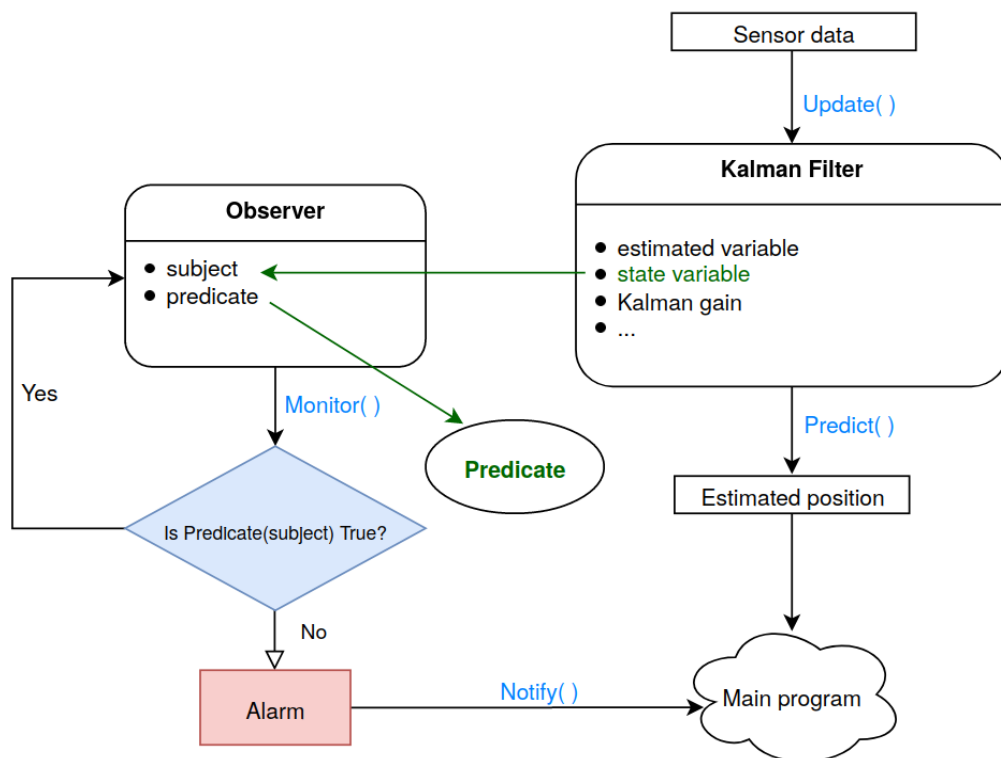 Sensor data
Update( )
Kalman Filter
estimated variable
state variable
Kalman gain
...
Observer
subject
predicate
Yes
Monitor( )
Predicate
Predict( )
Estimated position
Is Predicate(subject) True?
No
Alarm
Notify( )
Main program